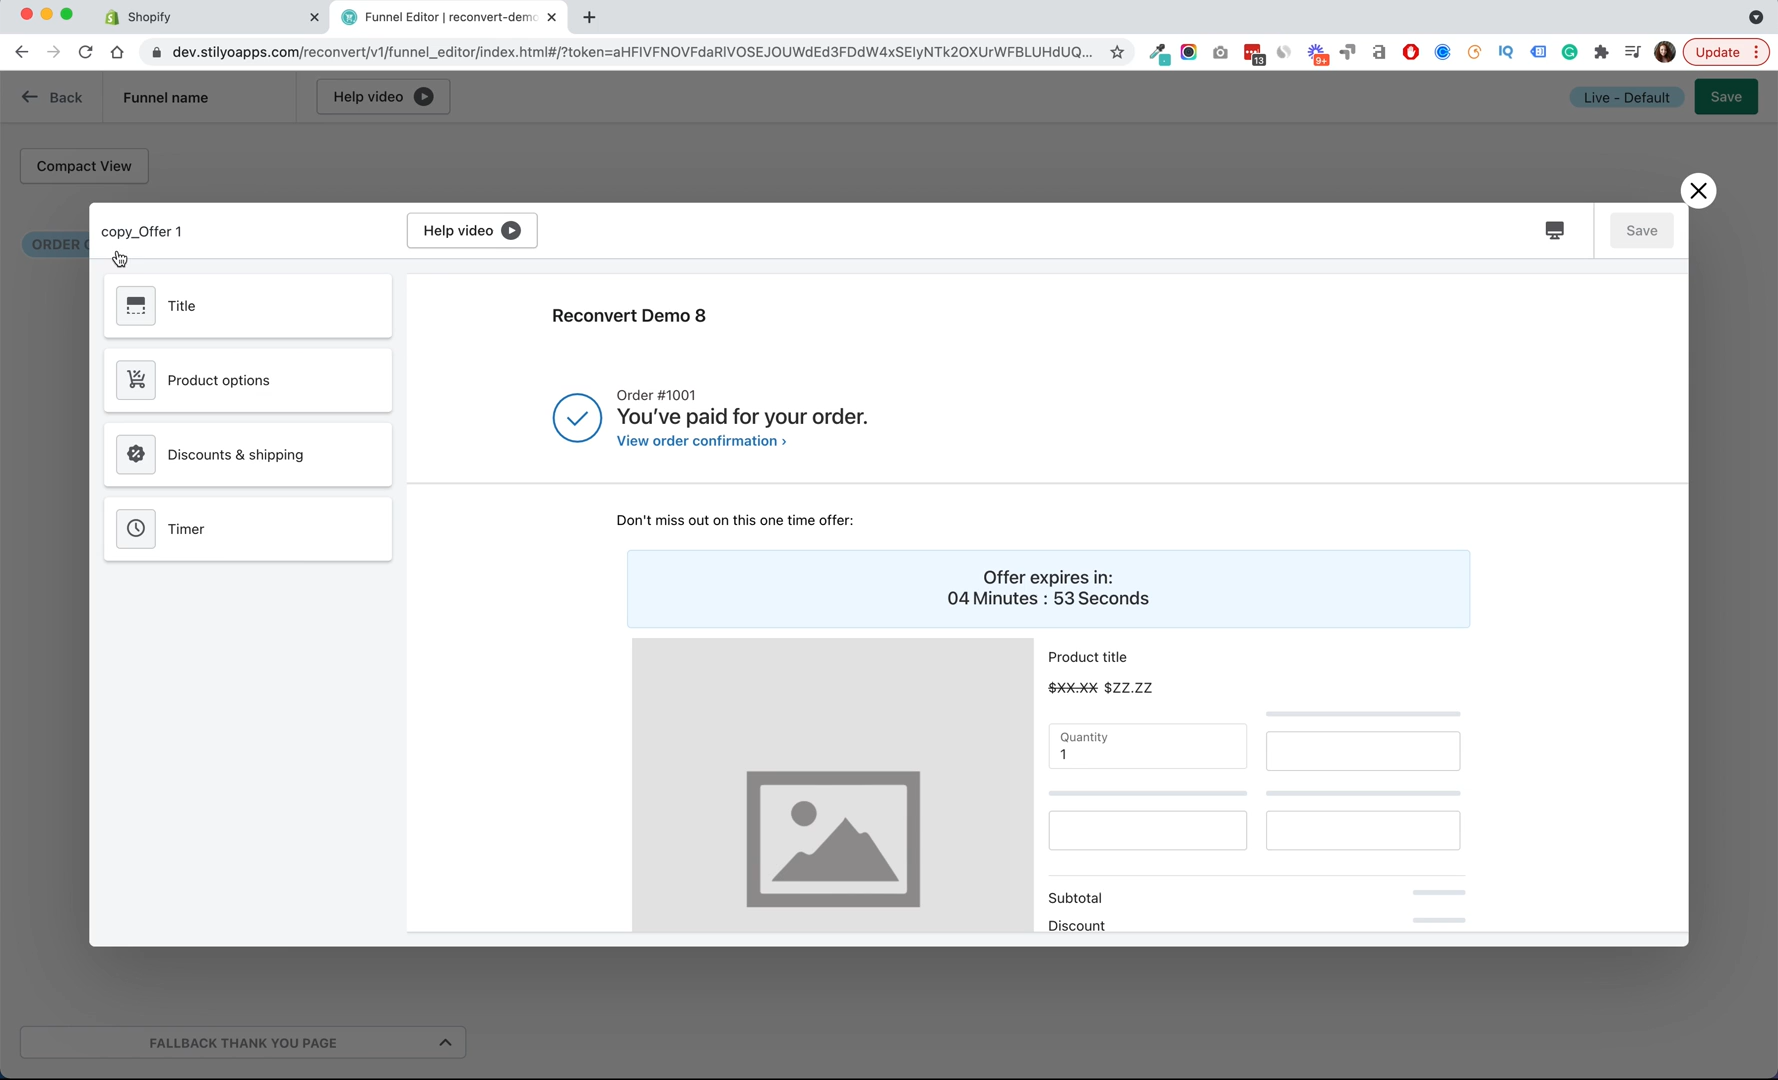 Shopify
Funnel Editor | reconvert-demo
dev.stilyoapps.com/reconvert/v1/funnel_editor/index.html#/?token=aHFIVFNOVFdaRlVOSEJOUWdEd3FDdW4xSEIyNTk2OXUrWFBLUHdUQ...
13
9+
IQ
Update
Back
Funnel name
Help video
Live - Default
Save
Compact View
ORDER
copy_Offer 1
Help video
Save
Title
Product options
Discounts & shipping
Timer
Reconvert Demo 8
Order #1001
You've paid for your order.
View order confirmation ›
Don't miss out on this one time offer:
Offer expires in:
04 Minutes : 53 Seconds
Product title
$XX.XX $ZZ.ZZ
Quantity
1
Subtotal
Discount
FALLBACK THANK YOU PAGE